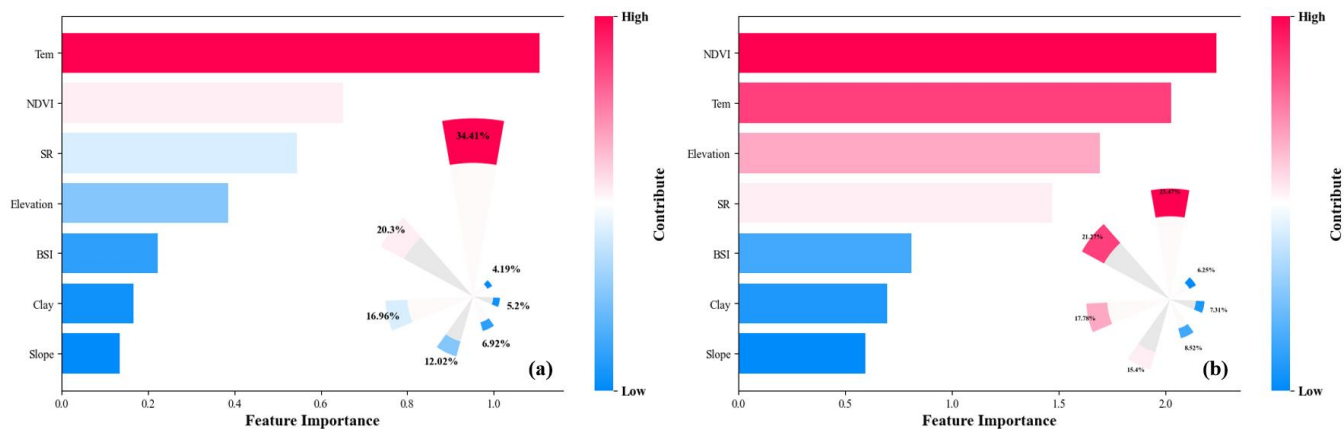 Tem
NDVI
SR
Elevation
BSI
Clay
Slope
0.0 0.2 0.4 0.6 0.8 1.0
Feature Importance
34.41%
20.3%
16.96%
12.02%
6.92%
5.2%
4.19%
(a)
High
Contribute
Low
NDVI
Tem
Elevation
SR
BSI
Clay
Slope
0.0 0.5 1.0 1.5 2.0
Feature Importance
21.27%
17.78%
15.4%
8.52%
7.31%
6.25%
(b)
High
Contribute
Low